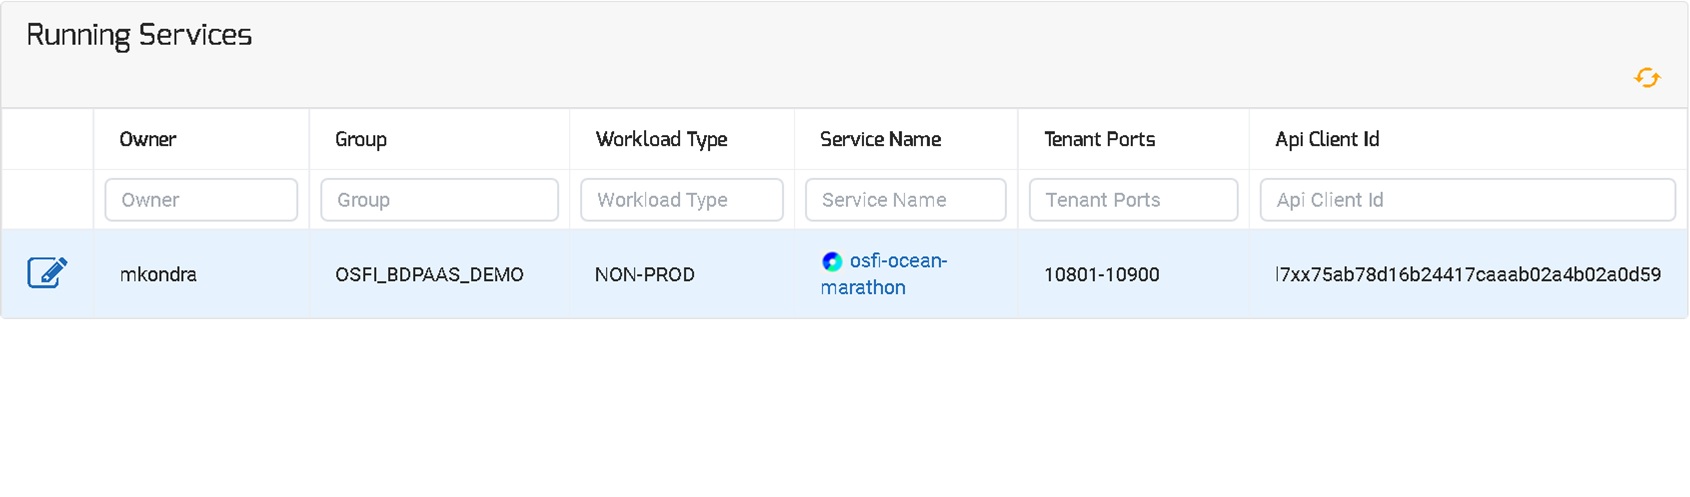 Running Services
Owner Group Workload Type Service Name Tenant Ports Api Client Id
Owner Group Workload Type Service Name Tenant Ports Api Client Id
mkondra OSFI_BDPAAS_DEMO NON-PROD osfi-ocean- 10801-10900 l7xx75ab78d16b24417caaab02a4b02a0d59
marathon